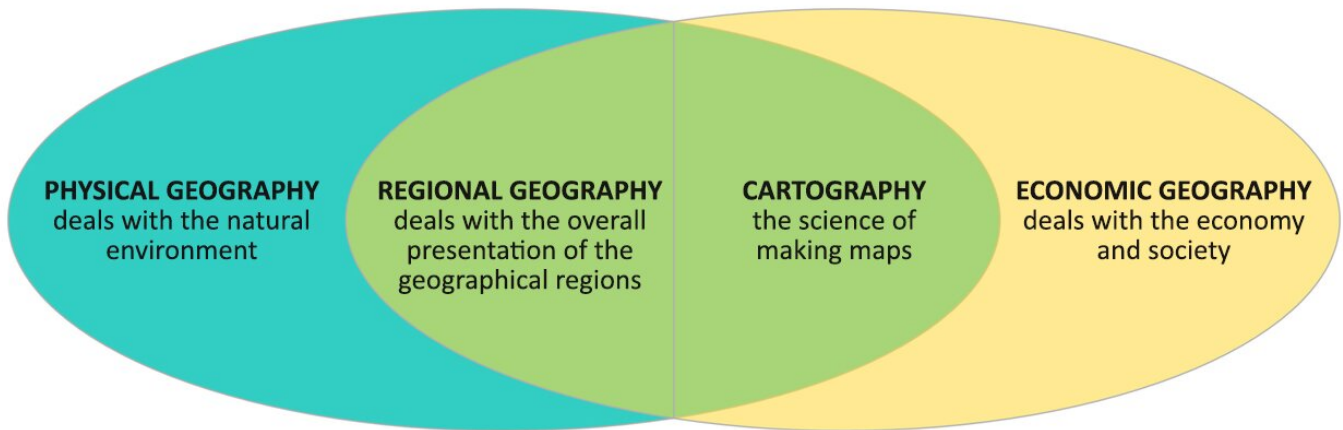 PHYSICAL GEOGRAPHY
deals with the natural
environment
REGIONAL GEOGRAPHY
deals with the overall
presentation of the
geographical regions
CARTOGRAPHY
the science of
making maps
ECONOMIC GEOGRAPHY
deals with the economy
and society